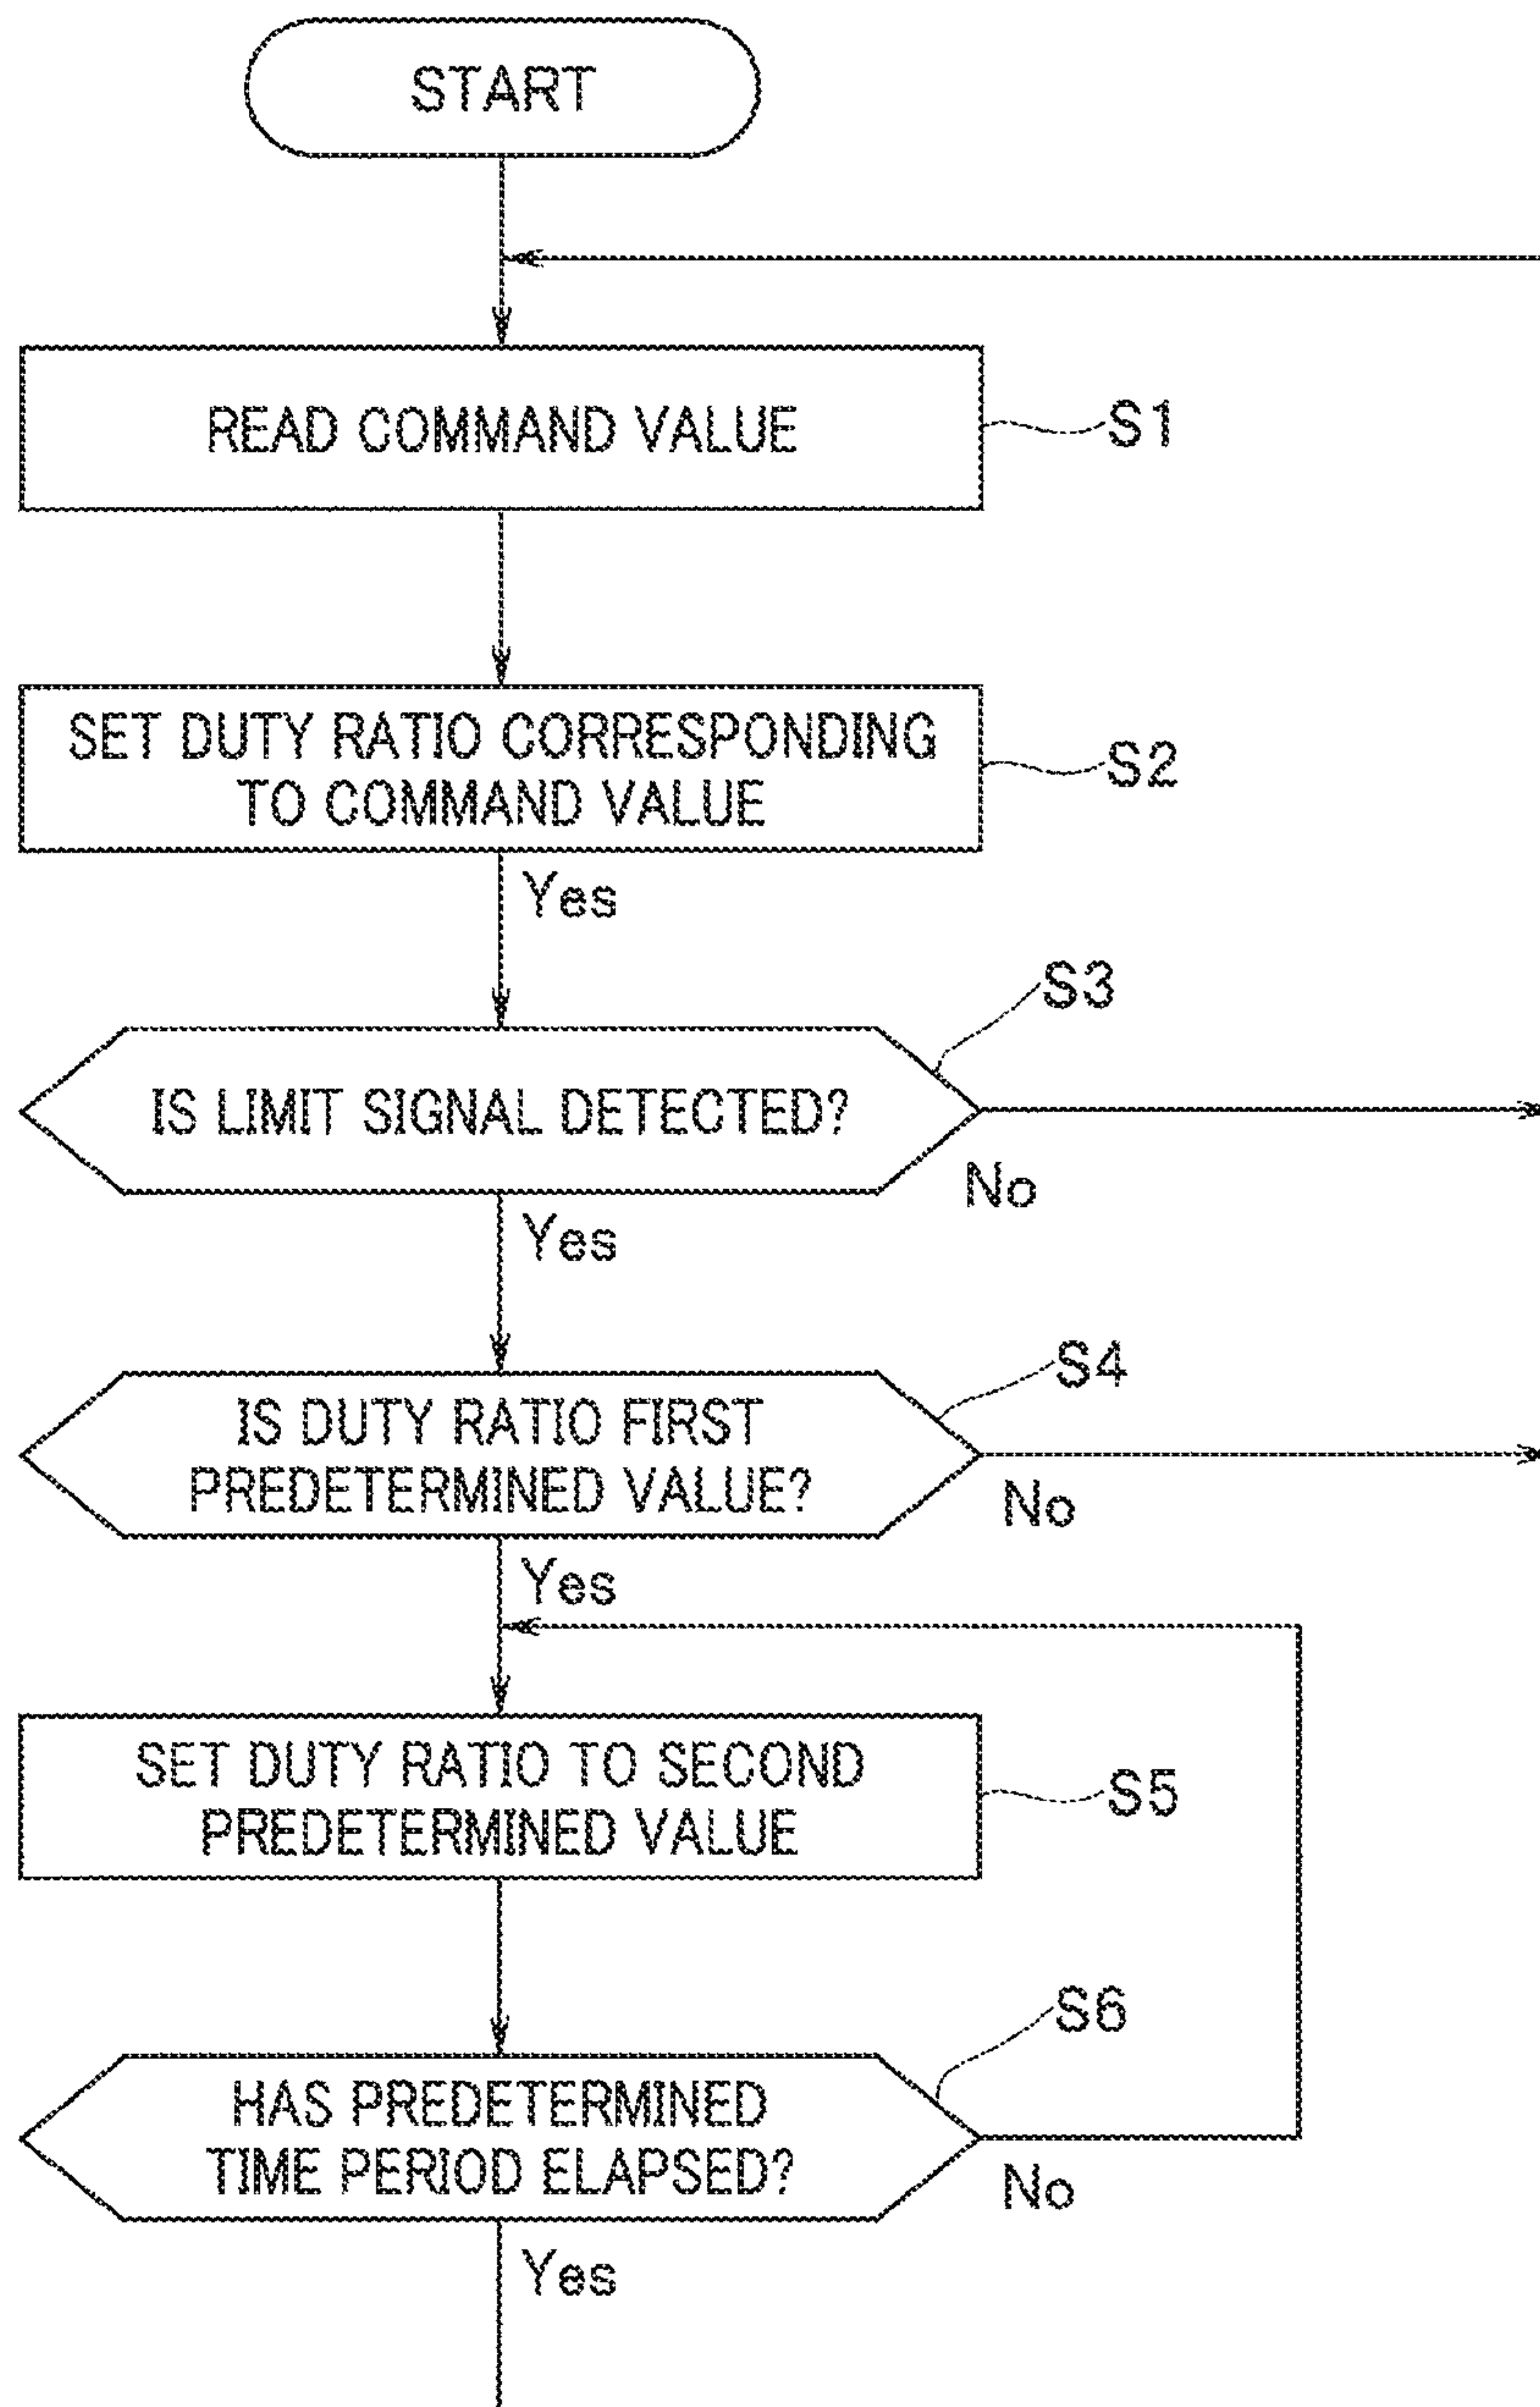 START
READ COMMAND VALUE
S1
SET DUTY RATIO CORRESPONDING
TO COMMAND VALUE
S2
Yes
S3
IS LIMIT SIGNAL DETECTED?
No
Yes
S4
IS DUTY RATIO FIRST
PREDETERMINED VALUE?
No
Yes
SET DUTY RATIO TO SECOND
PREDETERMINED VALUE
S5
S6
HAS PREDETERMINED
TIME PERIOD ELAPSED?
No
Yes